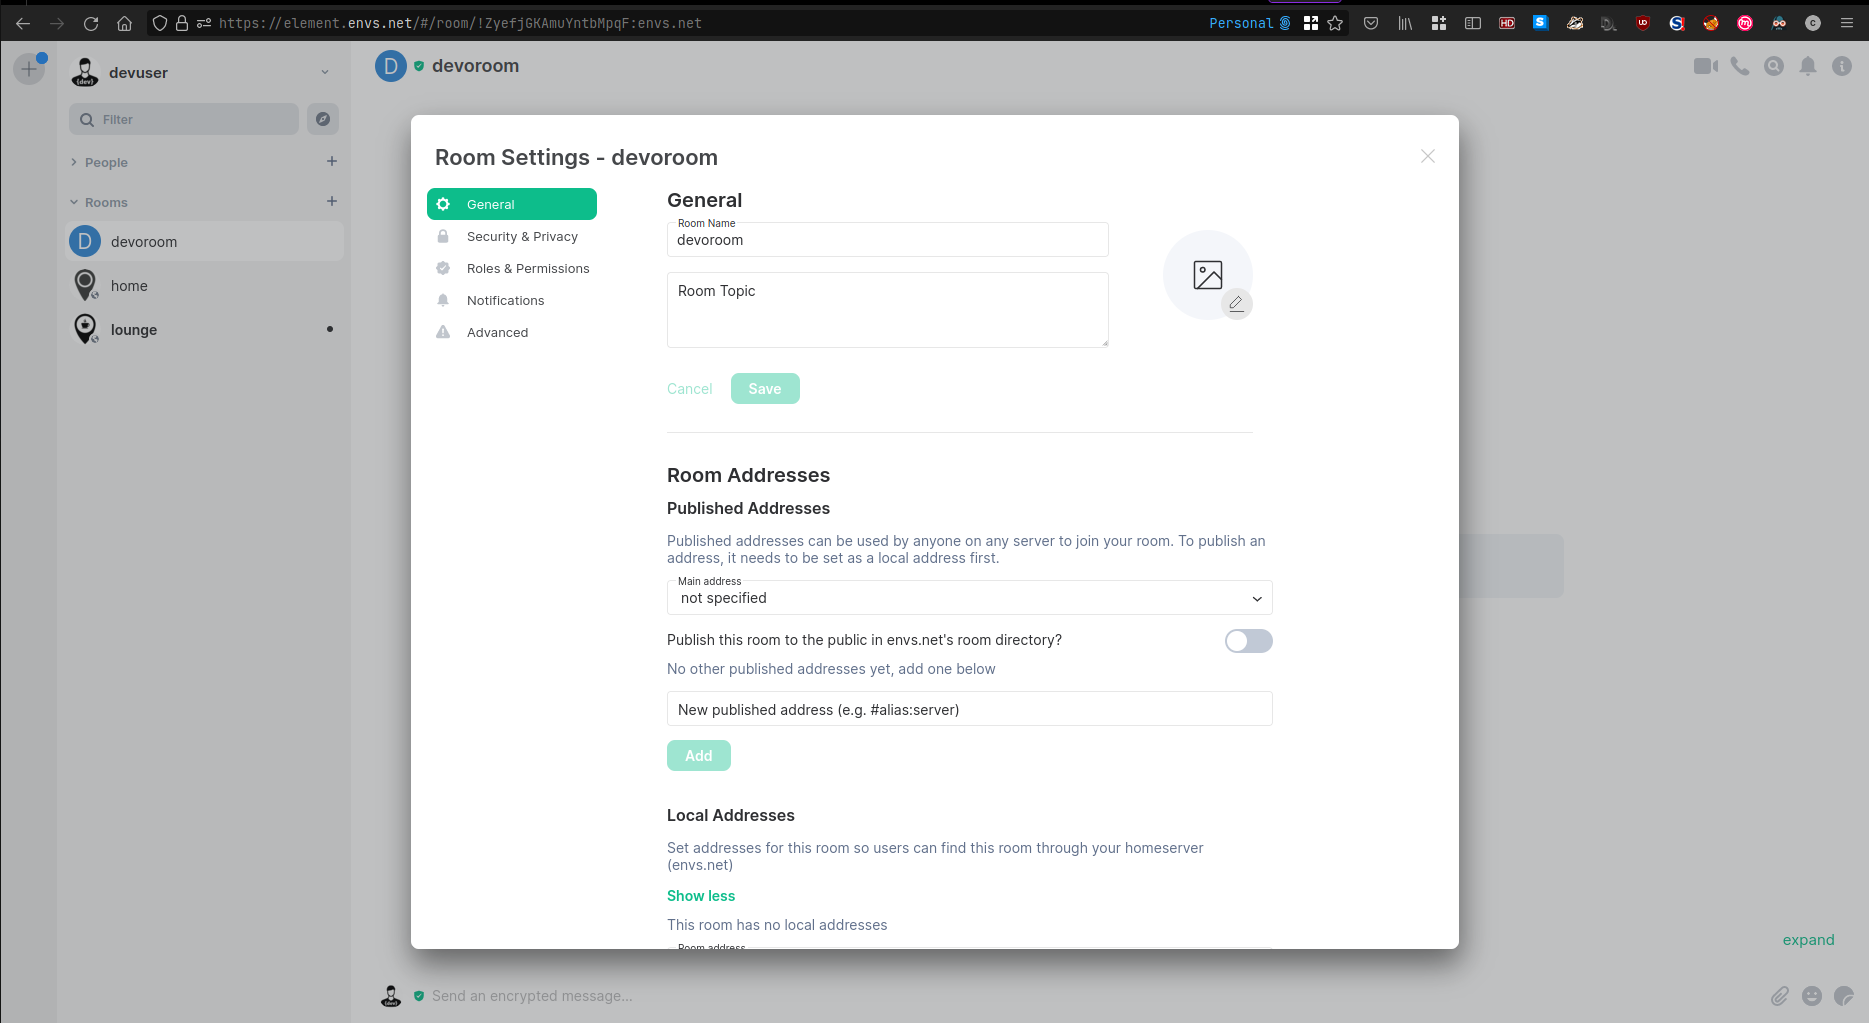 https://element.envs.net/#/room/!ZyefjGKAmuYntbMpqF:envs.net
Personal
HD
S
UD
S
C
devuser
Filter
People
Rooms
D
devoroom
home
lounge
D
devoroom
Room Settings - devoroom
General
Security & Privacy
Roles & Permissions
Notifications
Advanced
General
Room Name
devoroom
Room Topic
Cancel
Save
Room Addresses
Published Addresses
Published addresses can be used by anyone on any server to join your room. To publish an
address, it needs to be set as a local address first.
Main address
not specified
Publish this room to the public in envs.net's room directory?
No other published addresses yet, add one below
New published address (e.g. #alias:server)
Add
Local Addresses
Set addresses for this room so users can find this room through your homeserver
(envs.net)
Show less
This room has no local addresses
Room address
expand
Send an encrypted message…